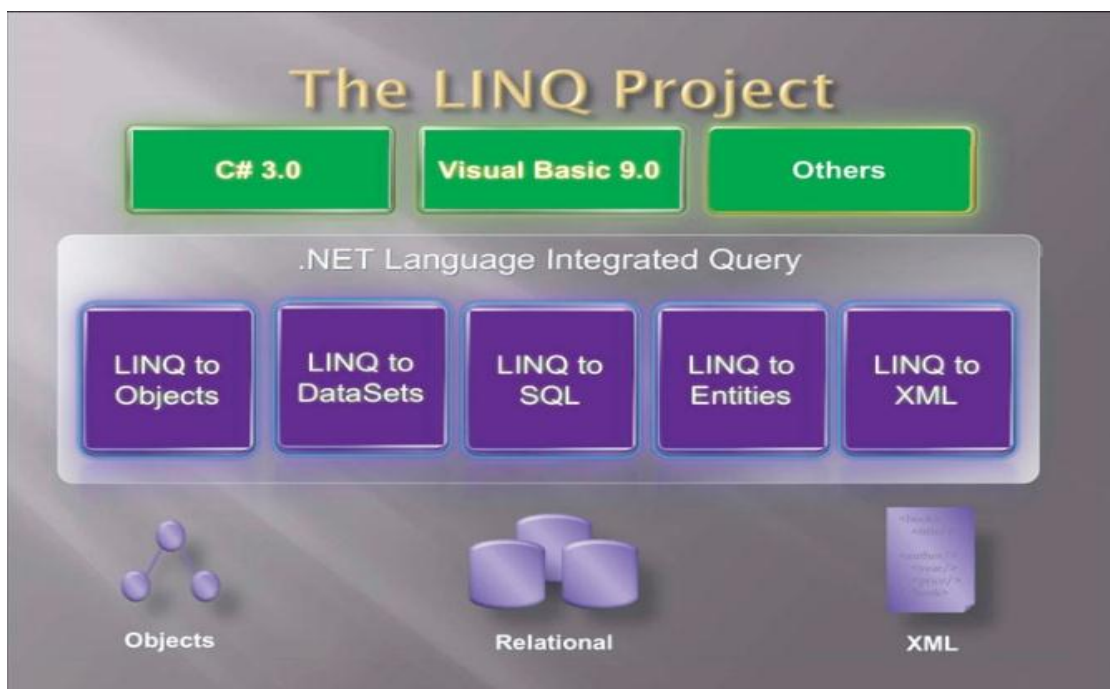 The LINQ Project
C# 3.0
Visual Basic 9.0
Others
.NET Language Integrated Query
LINQ to
Objects
LINQ to
DataSets
LINQ to
SQL
LINQ to
Entities
LINQ to
XML
Objects
Relational
XML